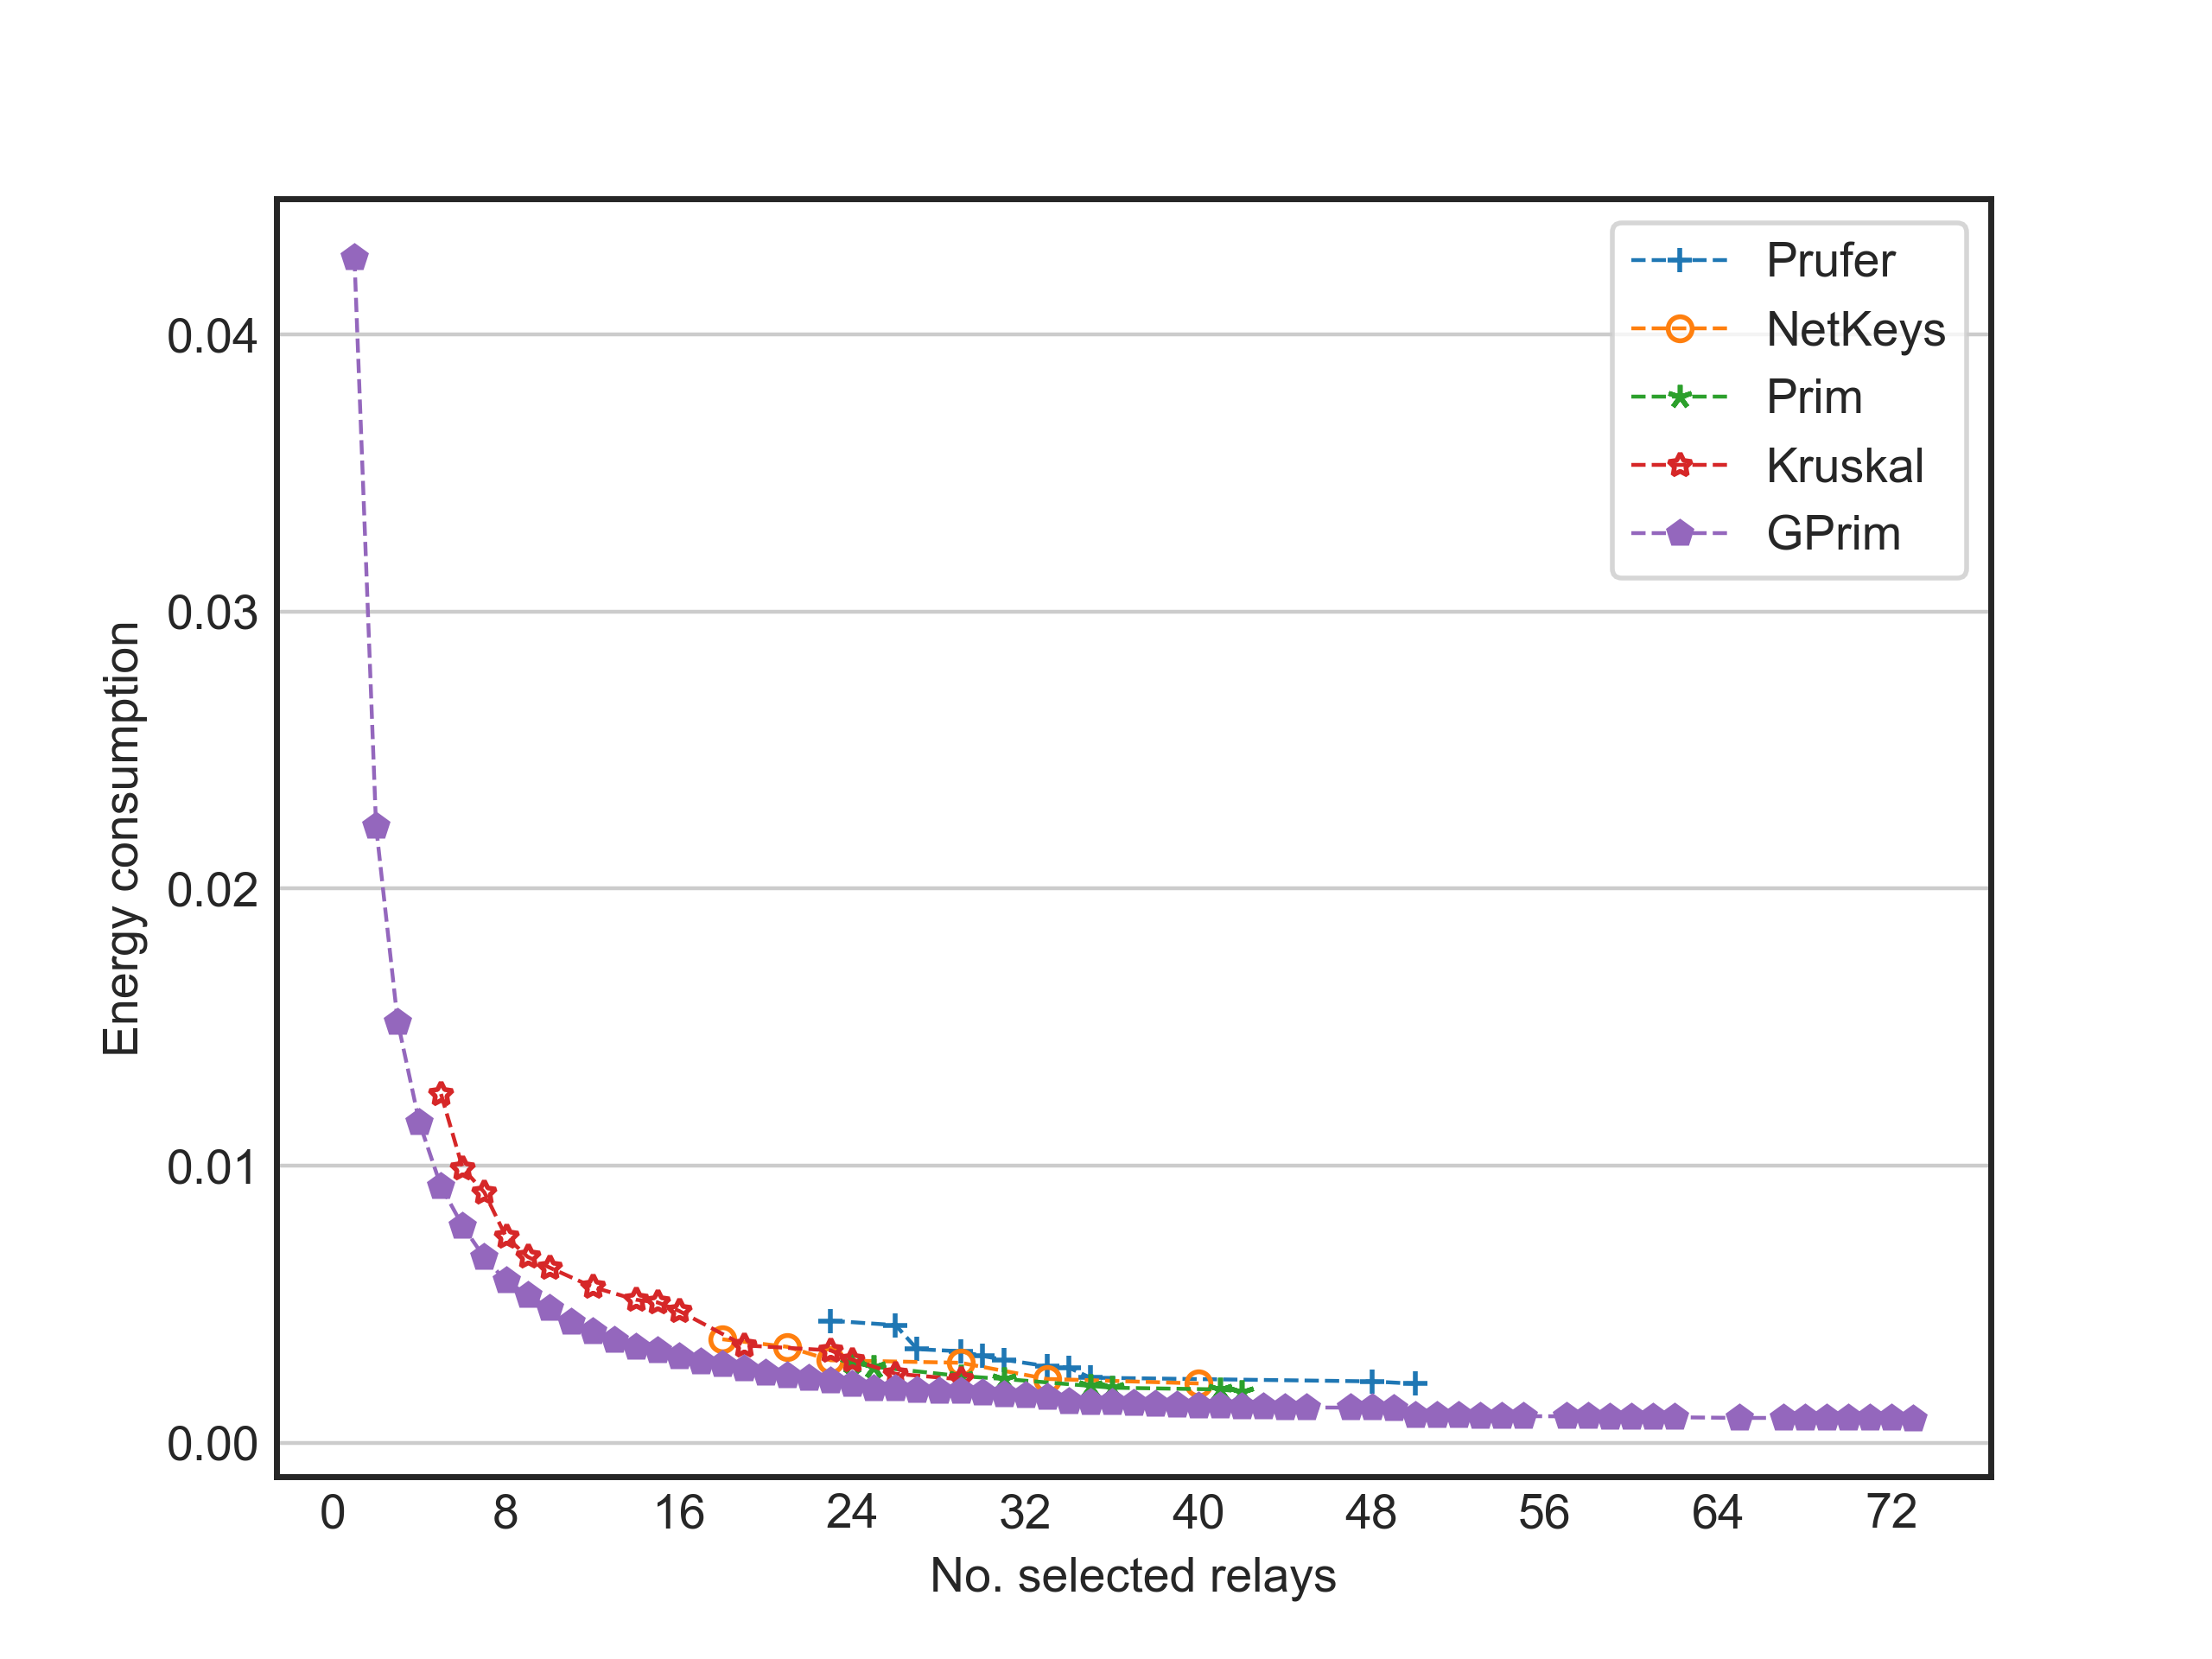 Prufer
NetKeys
Prim
Kruskal
GPrim
0.04
0.03
0.02
0.01
0.00
Energy consumption
0 8 16 24 32 40 48 56 64 72
No. selected relays